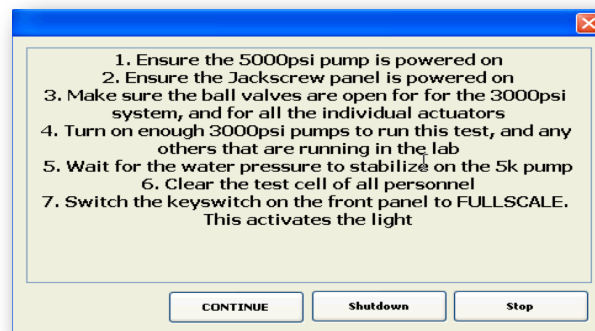 1. Ensure the 5000psi pump is powered on
2. Ensure the Jackscrew panel is powered on
3. Make sure the ball valves are open for for the 3000psi
system, and for all the individual actuators
4. Turn on enough 3000psi pumps to run this test, and any
others that are running in the lab
5. Wait for the water pressure to stabilize on the 5k pump
6. Clear the test cell of all personnel
7. Switch the keyswitch on the front panel to FULLSCALE.
This activates the light
CONTINUE Shutdown Stop